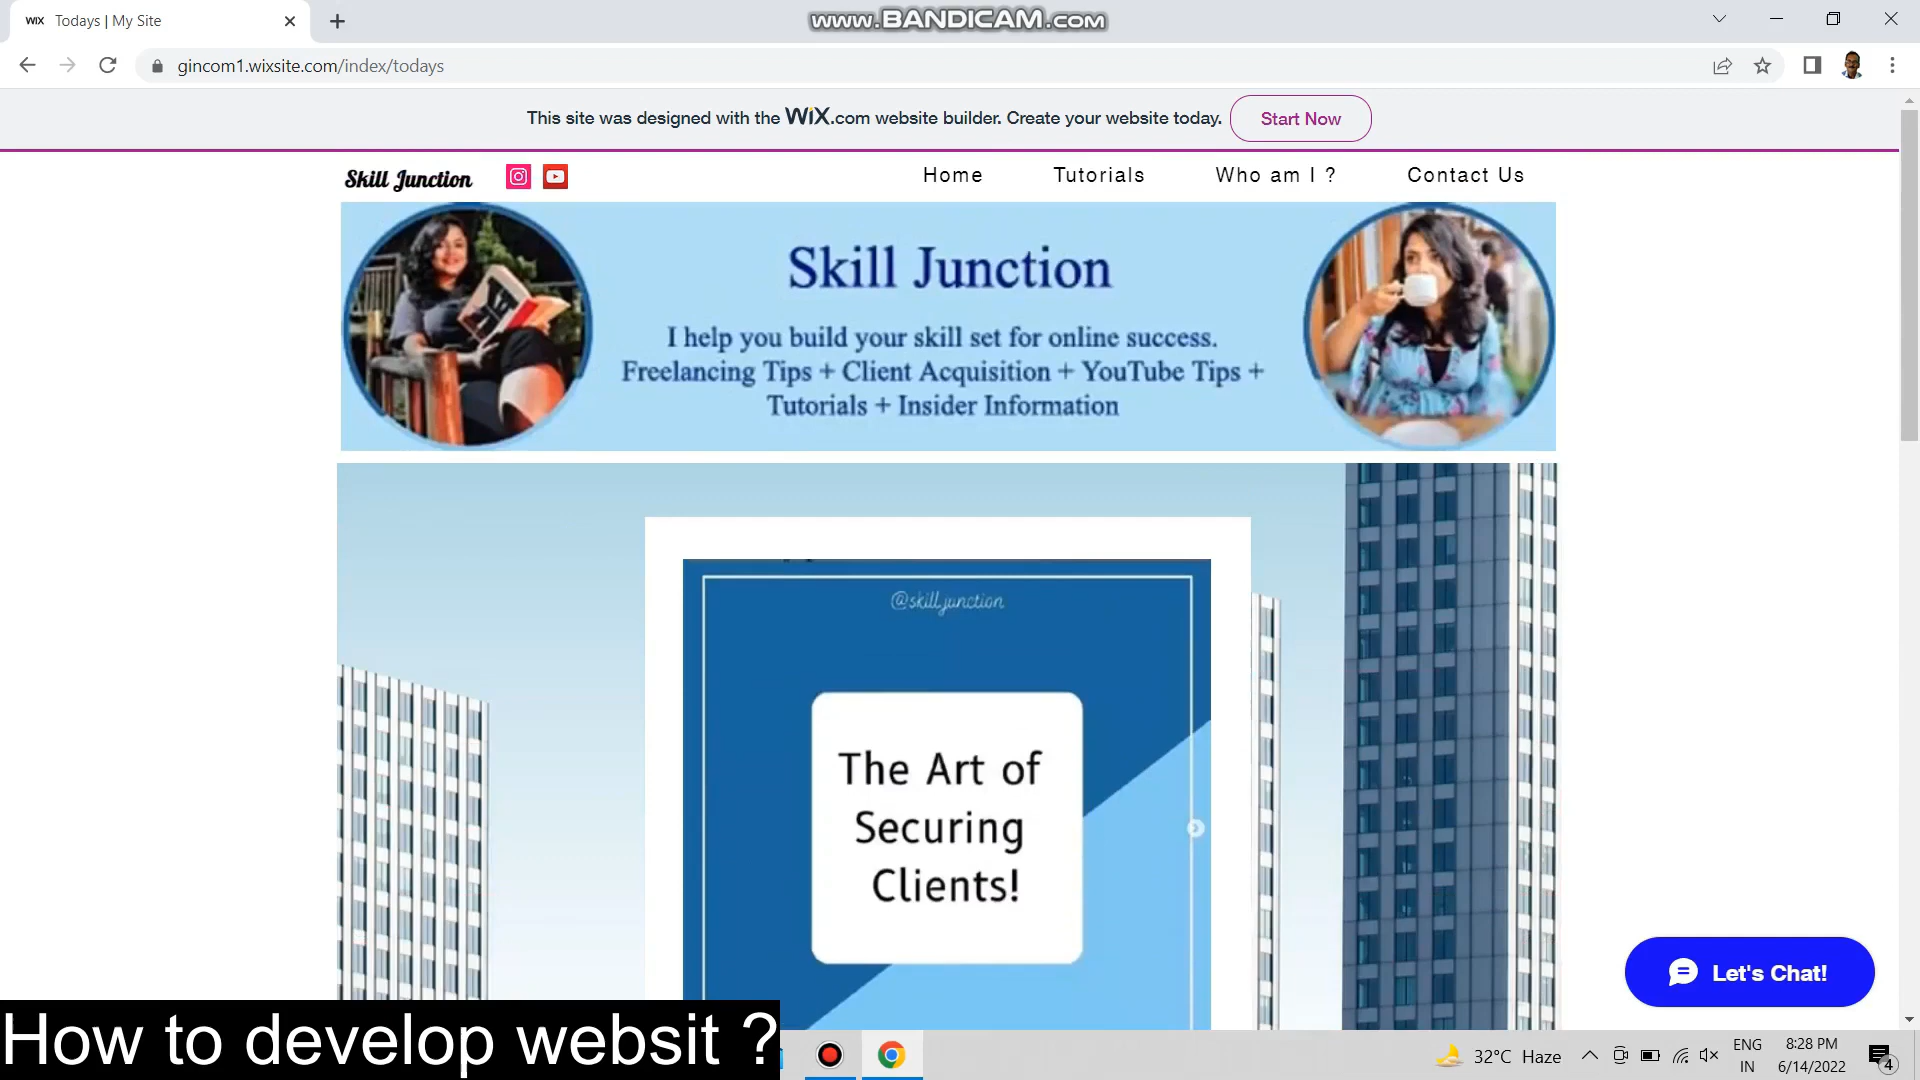 WIX Todays | My Site
www.BANDICAM.com
gincom1.wixsite.com/index/todays
This site was designed with the WiX.com website builder. Create your website today. Start Now
Skill Junction Home Tutorials Who am I ? Contact Us
Skill Junction
I help you build your skill set for online success.
Freelancing Tips + Client Acquisition + YouTube Tips +
Tutorials + Insider Information
@skilljunction
The Art of
Securing
Clients!
Let's Chat!
How to develop websit ?
32°C Haze
ENG
IN
8:28 PM
6/14/2022
4